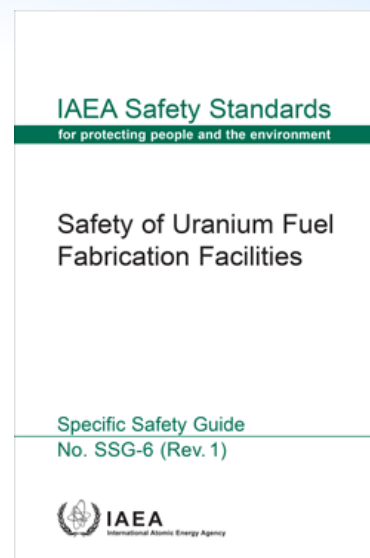 IAEA Safety Standards
for protecting people and the environment
Safety of Uranium Fuel
Fabrication Facilities
Specific Safety Guide
No. SSG-6 (Rev. 1)
IAEA
International Atomic Energy Agency